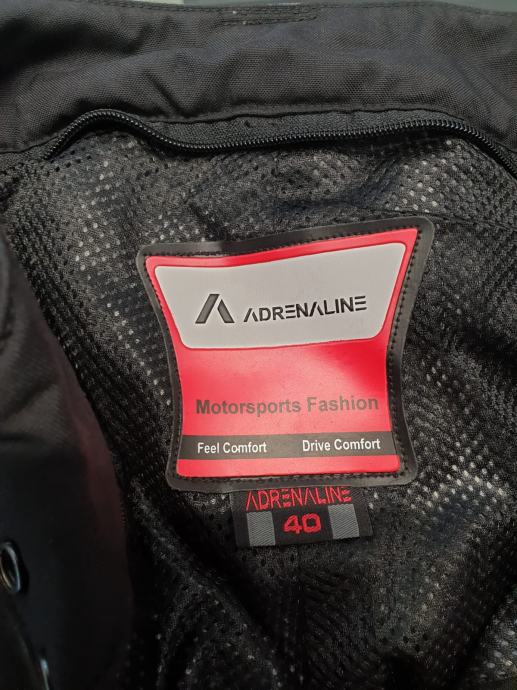 ADRENALINE
Motorsports Fashion
Feel Comfort Drive Comfort
ADRENALINE
40